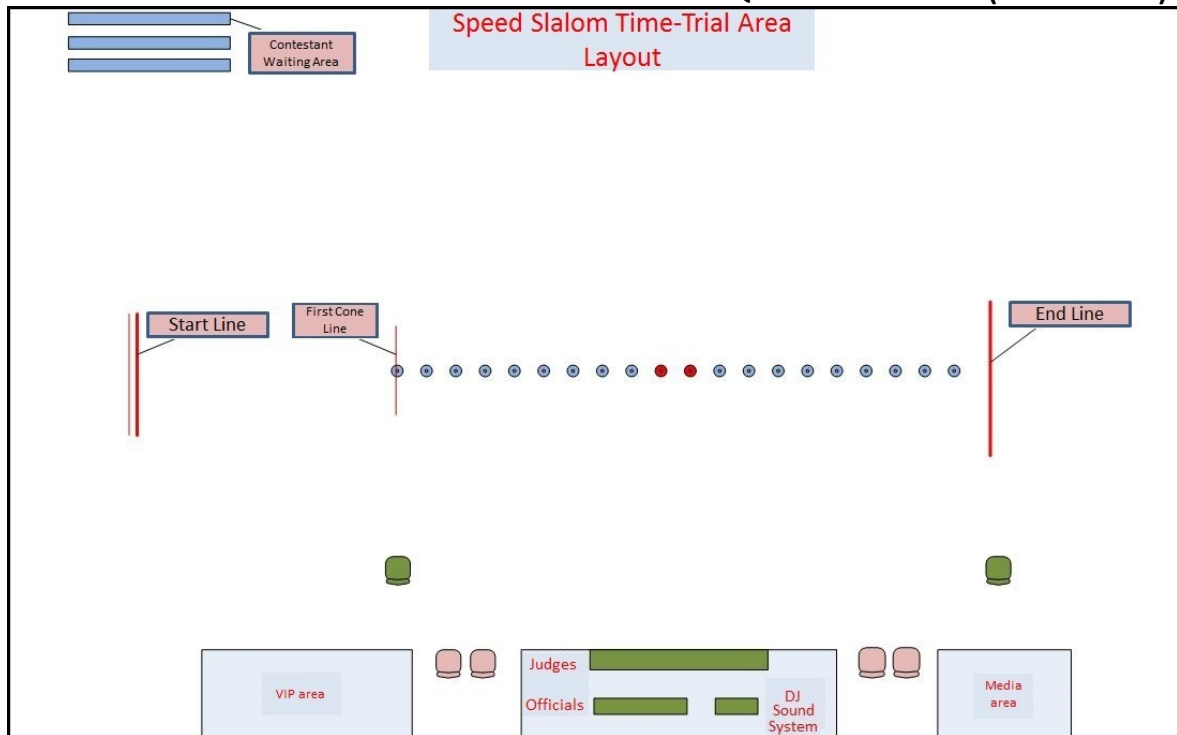 Speed Slalom Time-Trial Area
Layout
Contestant
Waiting Area
Start Line
First Cone
Line
End Line
VIP area
Judges
Officials
DJ
Sound
System
Media
area